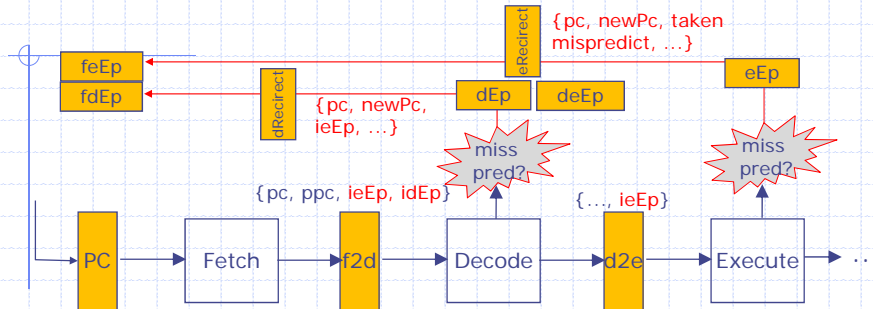 {pc, newPc, taken
mispredict, ...}
eRecirect
feEp
eEp
fdEp
dRecirect
dEp
deEp
{pc, newPc,
ieEp, ...}
miss
pred?
miss
pred?
{pc, ppc, ieEp, idEp}
{..., ieEp}
PC
Fetch
f2d
Decode
d2e
Execute
..